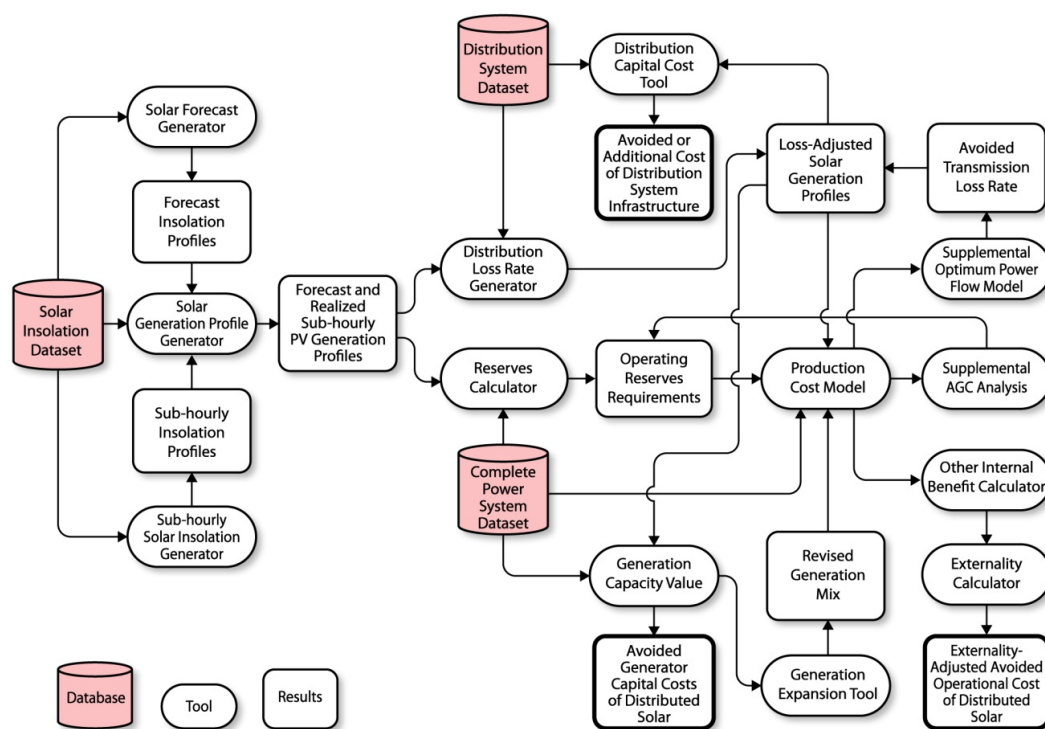 Solar Forecast
Generator
Forecast
Insolation
Profiles
Solar
Insolation
Dataset
Solar
Generation Profile
Generator
Sub-hourly
Insolation
Profiles
Sub-hourly
Solar Insolation
Generator
Forecast and
Realized
Sub-hourly
PV Generation
Profiles
Distribution
System
Dataset
Distribution
Capital Cost
Tool
Avoided or
Additional Cost
of Distribution
System
Infrastructure
Loss-Adjusted
Solar
Generation
Profiles
Avoided
Transmission
Loss Rate
Distribution
Loss Rate
Generator
Supplemental
Optimum Power
Flow Model
Reserves
Calculator
Operating
Reserves
Requirements
Production
Cost Model
Supplemental
AGC Analysis
Complete
Power
System
Dataset
Other Internal
Benefit Calculator
Generation
Capacity Value
Revised
Generation
Mix
Externality
Calculator
Avoided
Generator
Capital Costs
of Distributed
Solar
Generation
Expansion Tool
Externality-
Adjusted Avoided
Operational Cost
of Distributed
Solar
Database
Tool
Results